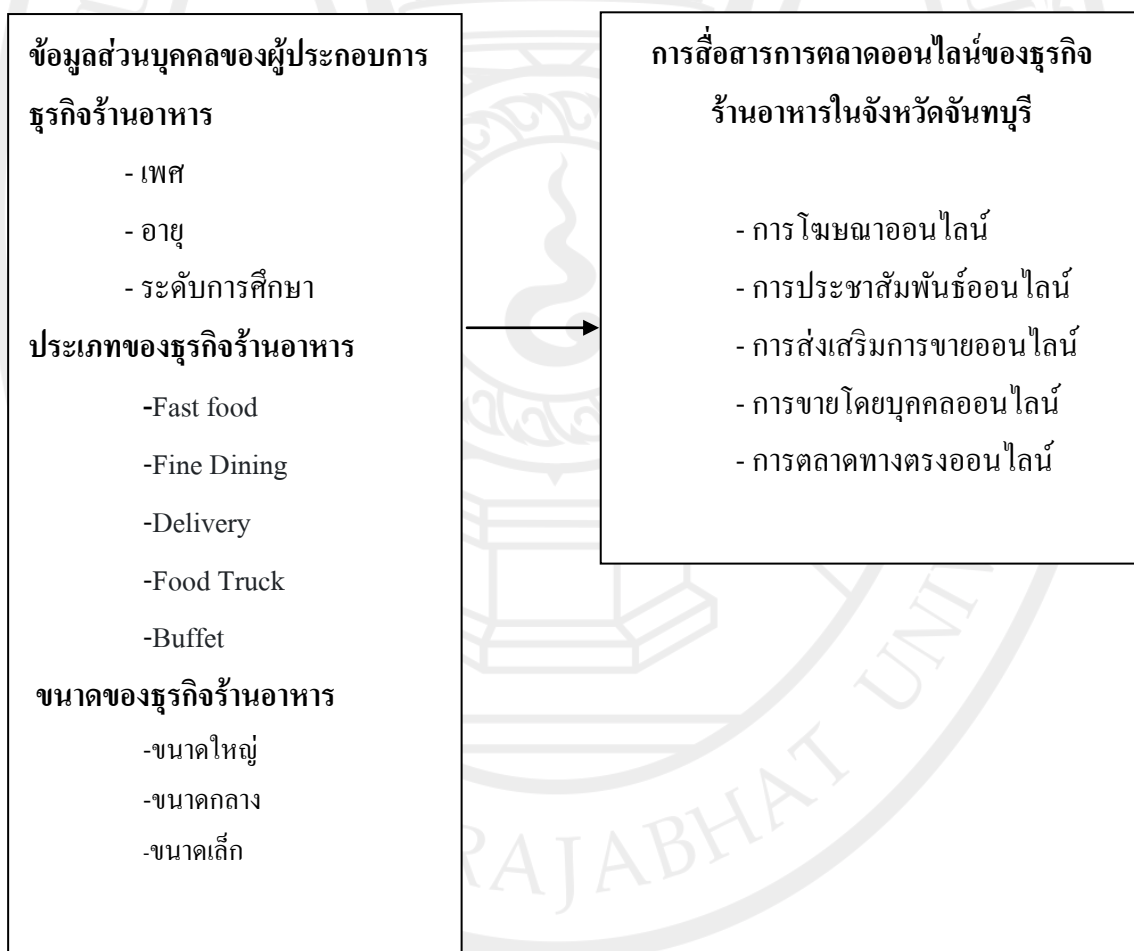 ข้อมูลส่วนบุคคลของผู้ประกอบการ
ธุรกิจร้านอาหาร
- เพศ
- อายุ
- ระดับการศึกษา
ประเภทของธุรกิจร้านอาหาร
-Fast food
-Fine Dining
-Delivery
-Food Truck
-Buffet
ขนาดของธุรกิจร้านอาหาร
-ขนาดใหญ่
-ขนาดกลาง
-ขนาดเล็ก
การสื่อสารการตลาดออนไลน์ของธุรกิจ
ร้านอาหารในจังหวัดจันทบุรี
- การโฆษณาออนไลน์
- การประชาสัมพันธ์ออนไลน์
- การส่งเสริมการขายออนไลน์
- การขายโดยบุคคลออนไลน์
- การตลาดทางตรงออนไลน์
RAJABHAT